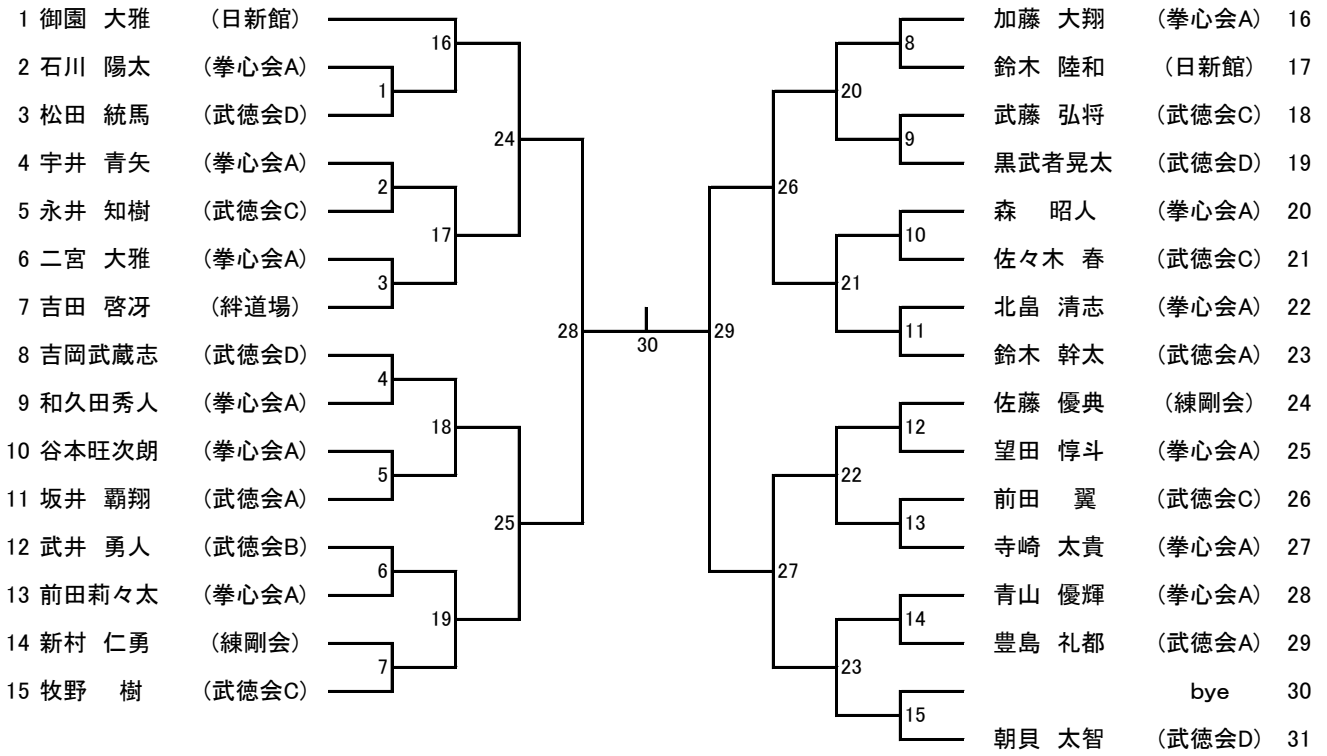 1 御園 大雅 (日新館)
2 石川 陽太 (拳心会A)
3 松田 統馬 (武徳会D)
4 宇井 青矢 (拳心会A)
5 永井 知樹 (武徳会C)
6 二宮 大雅 (拳心会A)
7 吉田 啓冴 (絆道場)
8 吉岡武蔵志 (武徳会D)
9 和久田秀人 (拳心会A)
10 谷本旺次朗 (拳心会A)
11 坂井 覇翔 (武徳会A)
12 武井 勇人 (武徳会B)
13 前田莉々太 (拳心会A)
14 新村 仁勇 (練剛会)
15 牧野 樹 (武徳会C)
1
2
3
4
5
6
7
16
17
18
19
24
25
28
30
29
26
27
20
21
22
23
8
9
10
11
12
13
14
15
加藤 大翔 (拳心会A) 16
鈴木 陸和 (日新館) 17
武藤 弘将 (武徳会C) 18
黒武者晃太 (武徳会D) 19
森 昭人 (拳心会A) 20
佐々木 春 (武徳会C) 21
北畠 清志 (拳心会A) 22
鈴木 幹太 (武徳会A) 23
佐藤 優典 (練剛会) 24
望田 惇斗 (拳心会A) 25
前田 翼 (武徳会C) 26
寺崎 太貴 (拳心会A) 27
青山 優輝 (拳心会A) 28
豊島 礼都 (武徳会A) 29
bye 30
朝貝 太智 (武徳会D) 31